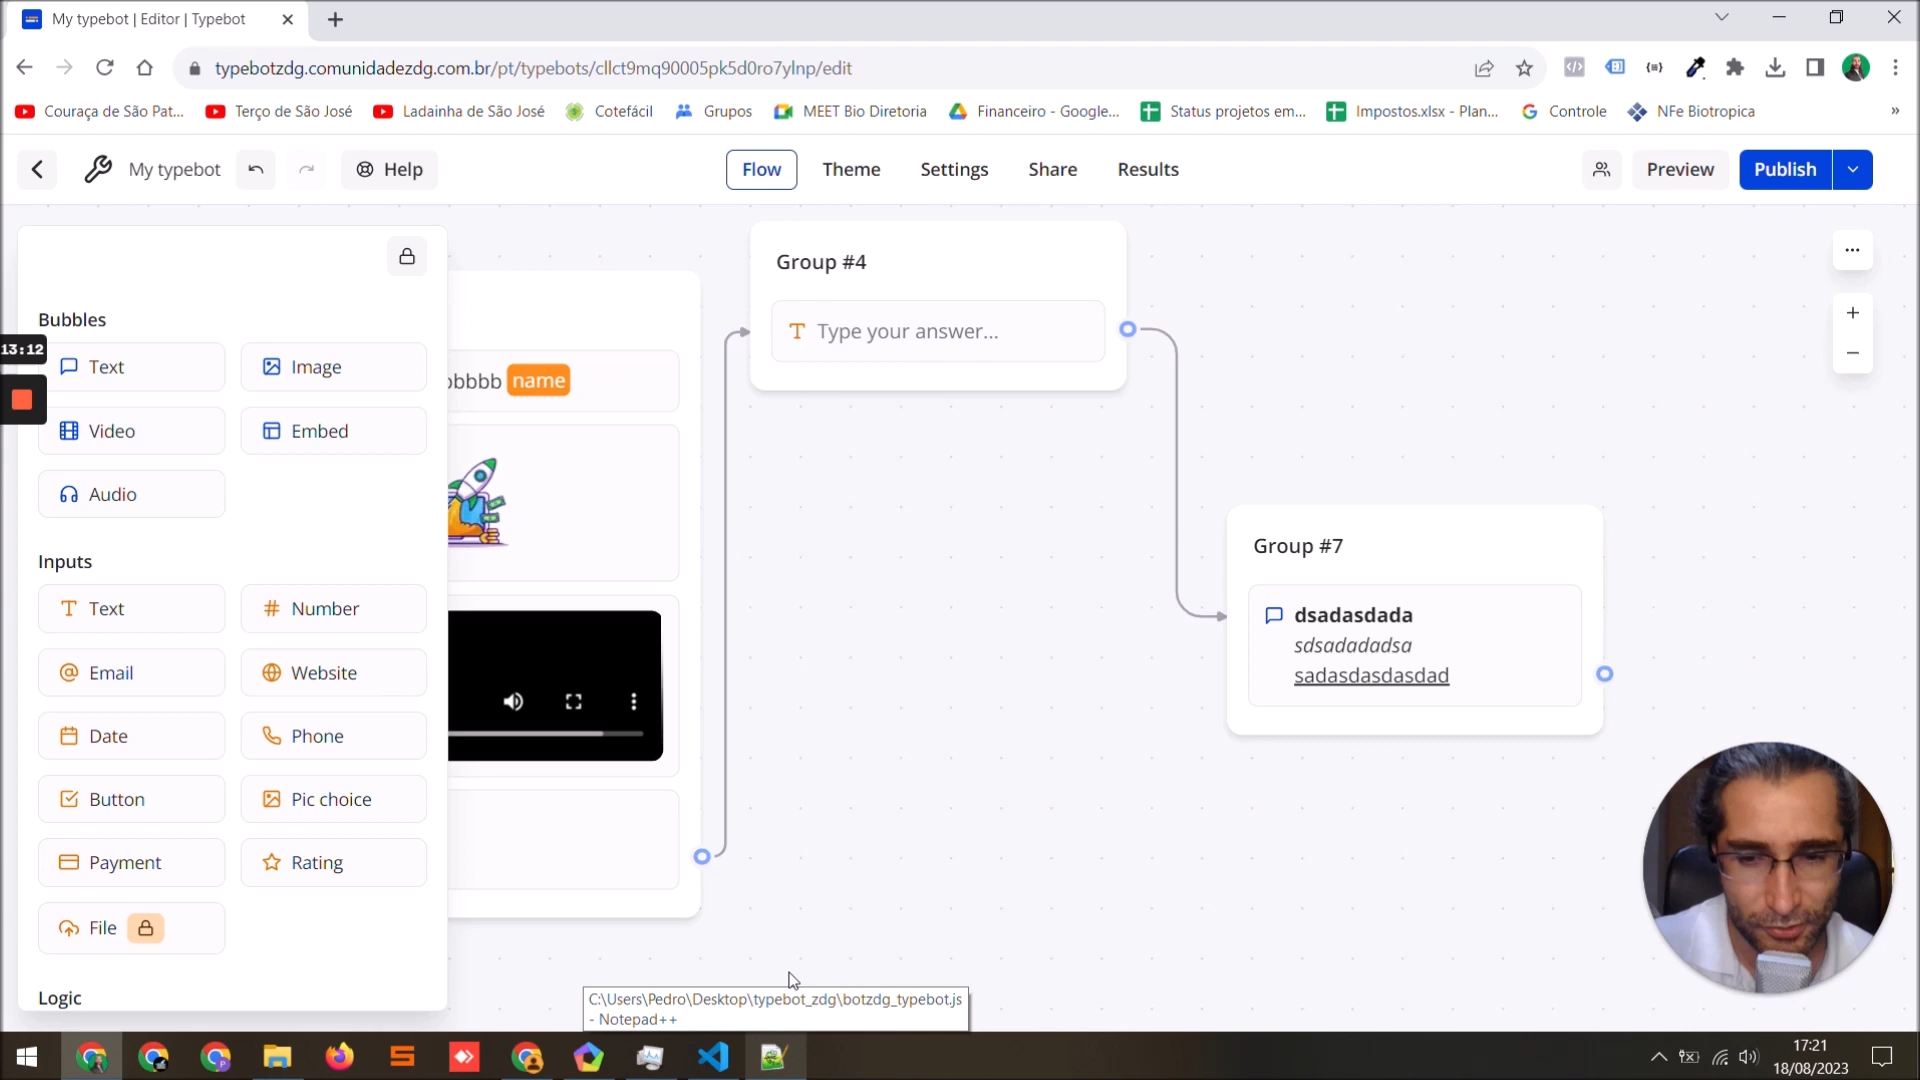 My typebot | Editor | Typebot
typebotzdg.comunidadezdg.com.br/pt/typebots/cllct9mq90005pk5d0ro7ylnp/edit
Couraça de São Pat...
Terço de São José
Ladainha de São José
Cotefácil
Grupos
MEET Bio Diretoria
Financeiro - Google...
Status projetos em...
Impostos.xlsx - Plan...
Controle
NFe Biotropica
»
My typebot
Help
Flow
Theme
Settings
Share
Results
Preview
Publish
Bubbles
13:12
Text
Image
Video
Embed
Audio
Inputs
Text
Number
Email
Website
Date
Phone
Button
Pic choice
Payment
Rating
File
Logic
bbbbb name
Group #4
Type your answer...
Group #7
dsadasdada
sdsadadadsa
sadasdasdasdad
C:\Users\Pedro\Desktop\typebot_zdg\botzdg_typebot.js
- Notepad++
17:21
18/08/2023